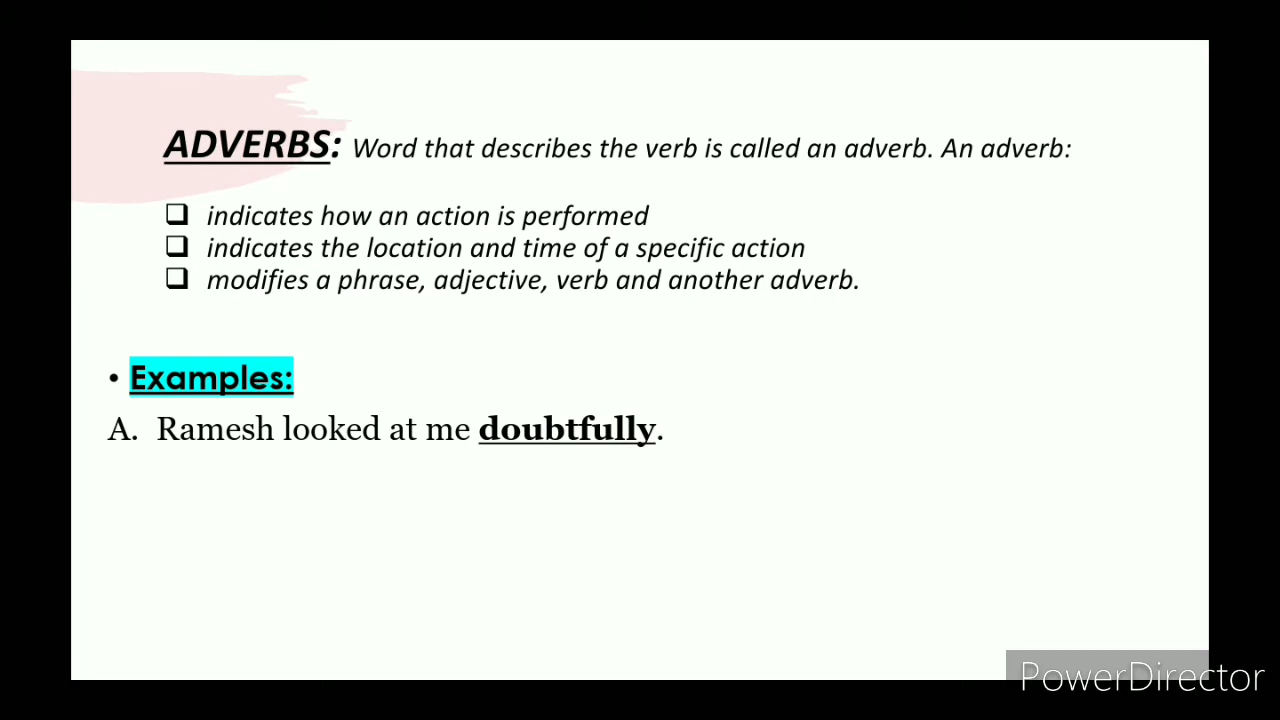 ADVERBS: Word that describes the verb is called an adverb. An adverb:
❑ indicates how an action is performed
❑ indicates the location and time of a specific action
❑ modifies a phrase, adjective, verb and another adverb.
• Examples:
A. Ramesh looked at me doubtfully.
PowerDirector